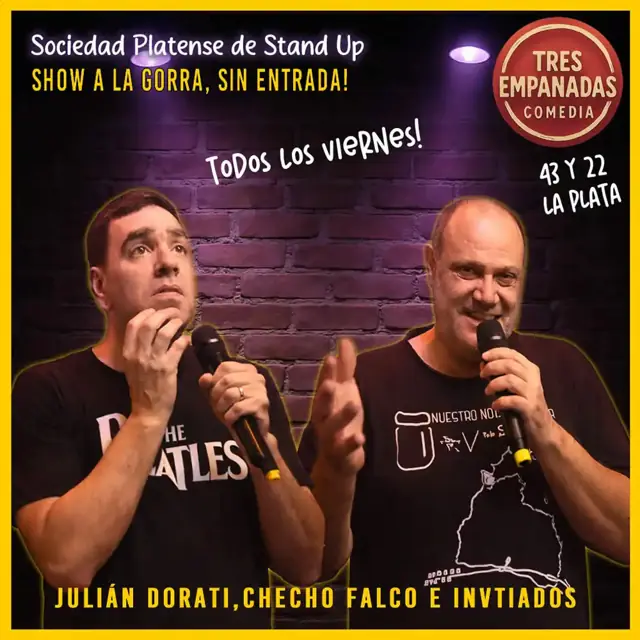 Sociedad Platense de Stand Up
SHOW A LA GORRA, SIN ENTRADA!
TRES
EMPANADAS
COMEDIA
TODOS LOS VIERNES!
43 Y 22
LA PLATA
THE
BEATLES
NUESTRO
JULIÁN DORATI,CHECHO FALCO E INVTIADOS